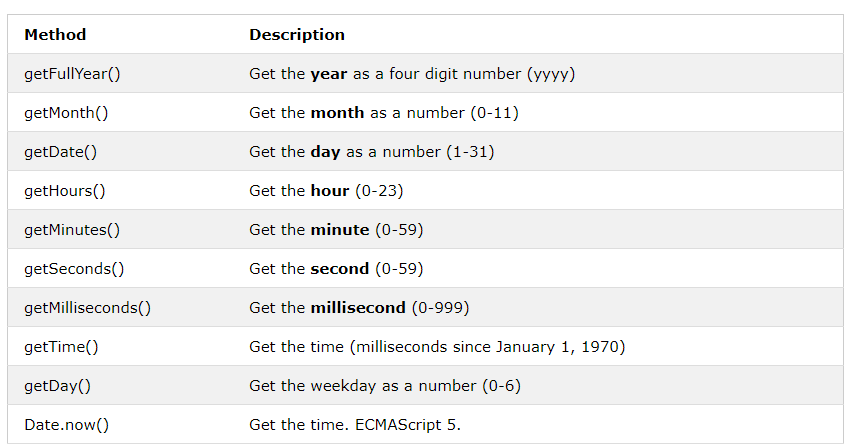 Method Description
getFullYear() Get the year as a four digit number (yyyy)
getMonth() Get the month as a number (0-11)
getDate() Get the day as a number (1-31)
getHours() Get the hour (0-23)
getMinutes() Get the minute (0-59)
getSeconds() Get the second (0-59)
getMilliseconds() Get the millisecond (0-999)
getTime() Get the time (milliseconds since January 1, 1970)
getDay() Get the weekday as a number (0-6)
Date.now() Get the time. ECMAScript 5.